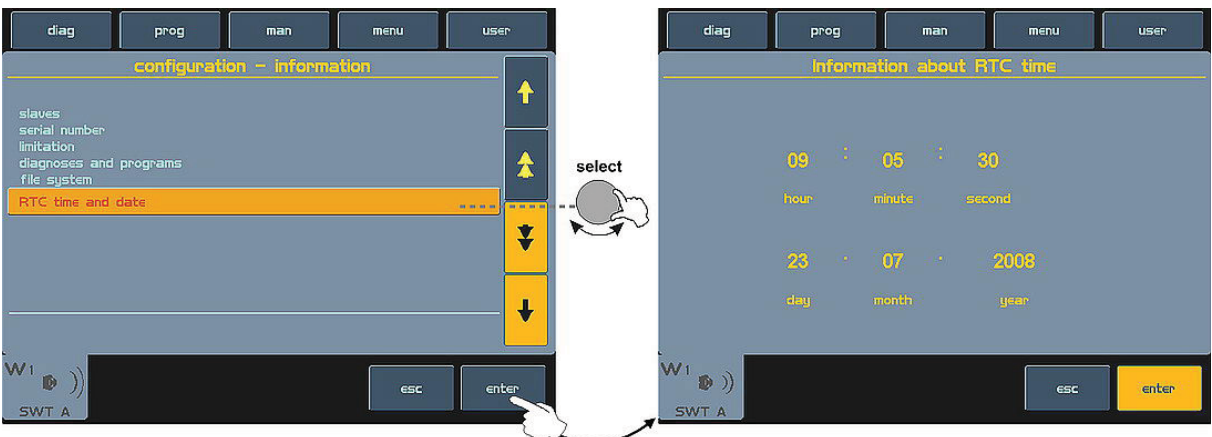 diag prog man menu user
configuration - information
slaves
serial number
limitation
diagnoses and programs
file system
RTC time and date
W1
SWT A
esc enter
select
diag prog man menu user
Information about RTC time
09 : 05 : 30
hour minute second
23 . 07 . 2008
day month year
W1
SWT A
esc enter